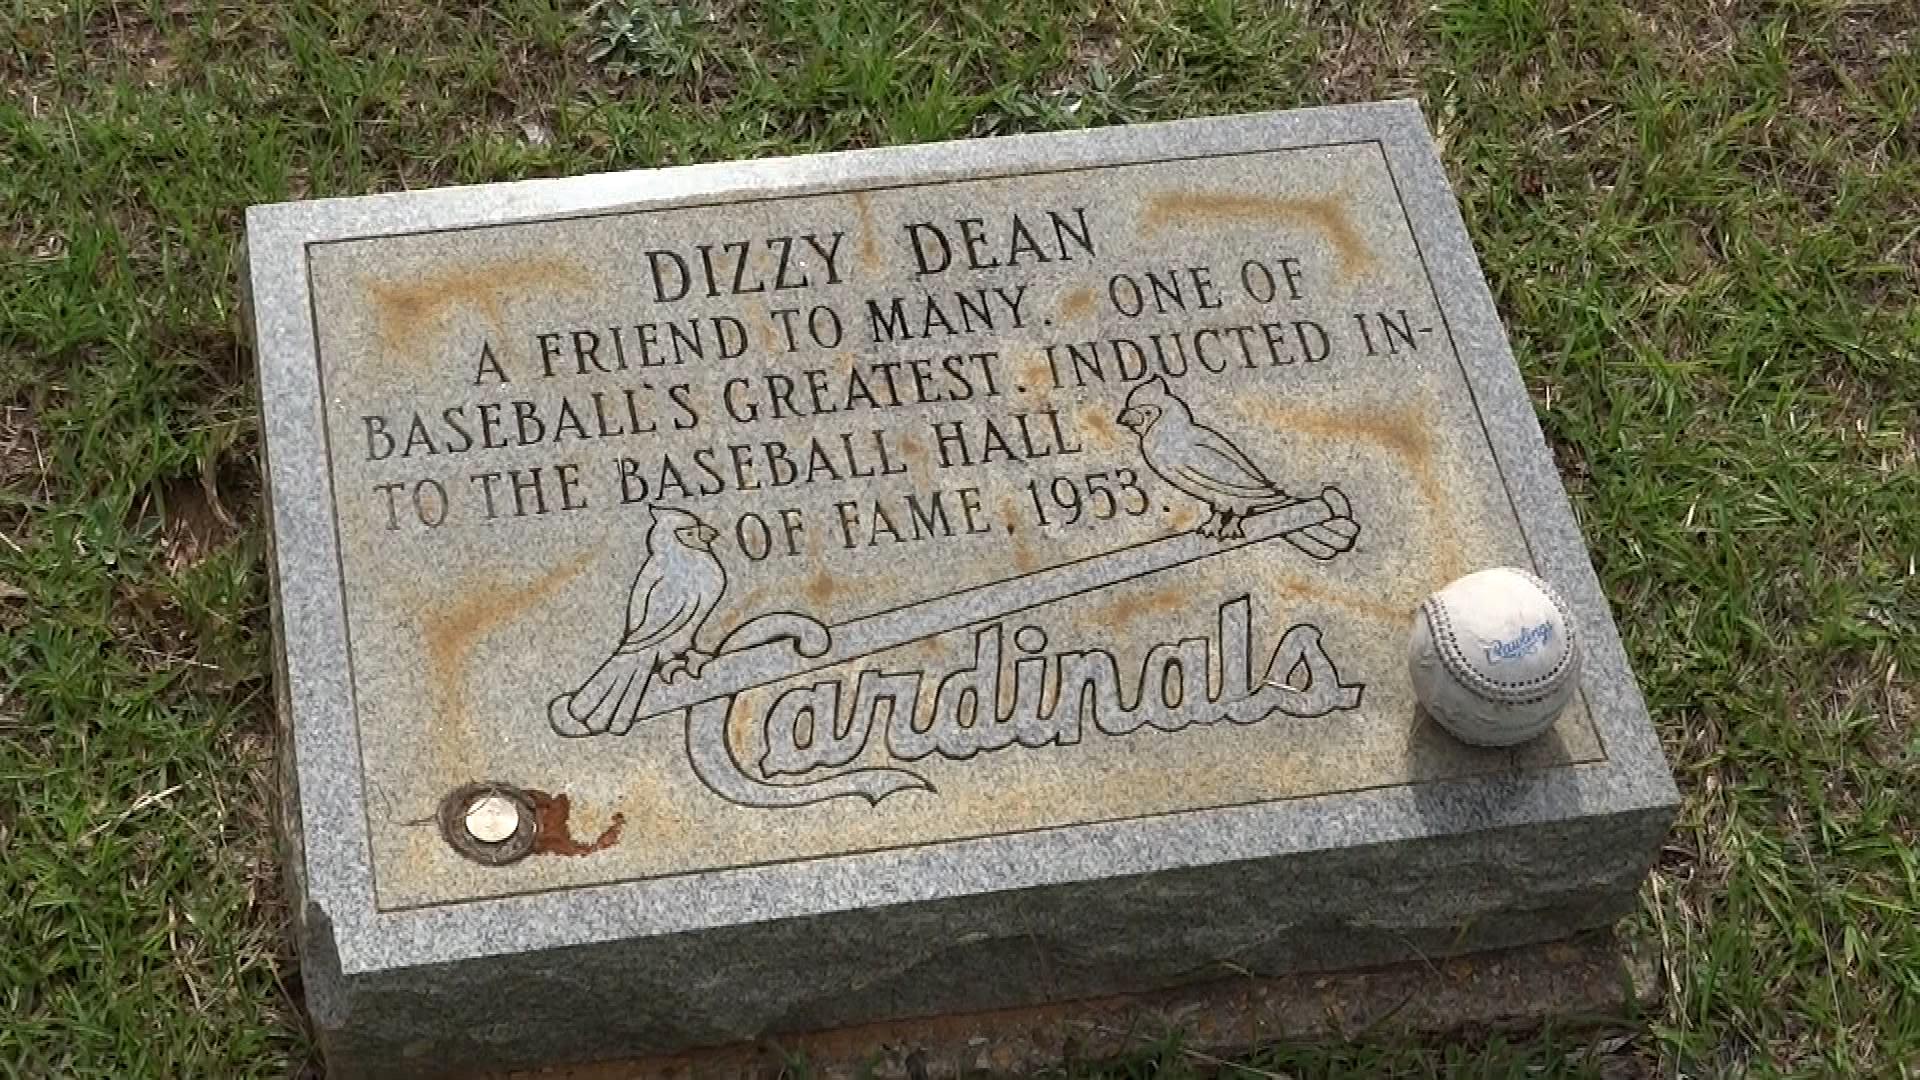 DIZZY DEAN
A FRIEND TO MANY. ONE OF
BASEBALL'S GREATEST. INDUCTED IN-
TO THE BASEBALL HALL
OF FAME. 1953.
Cardinals
Rawlings